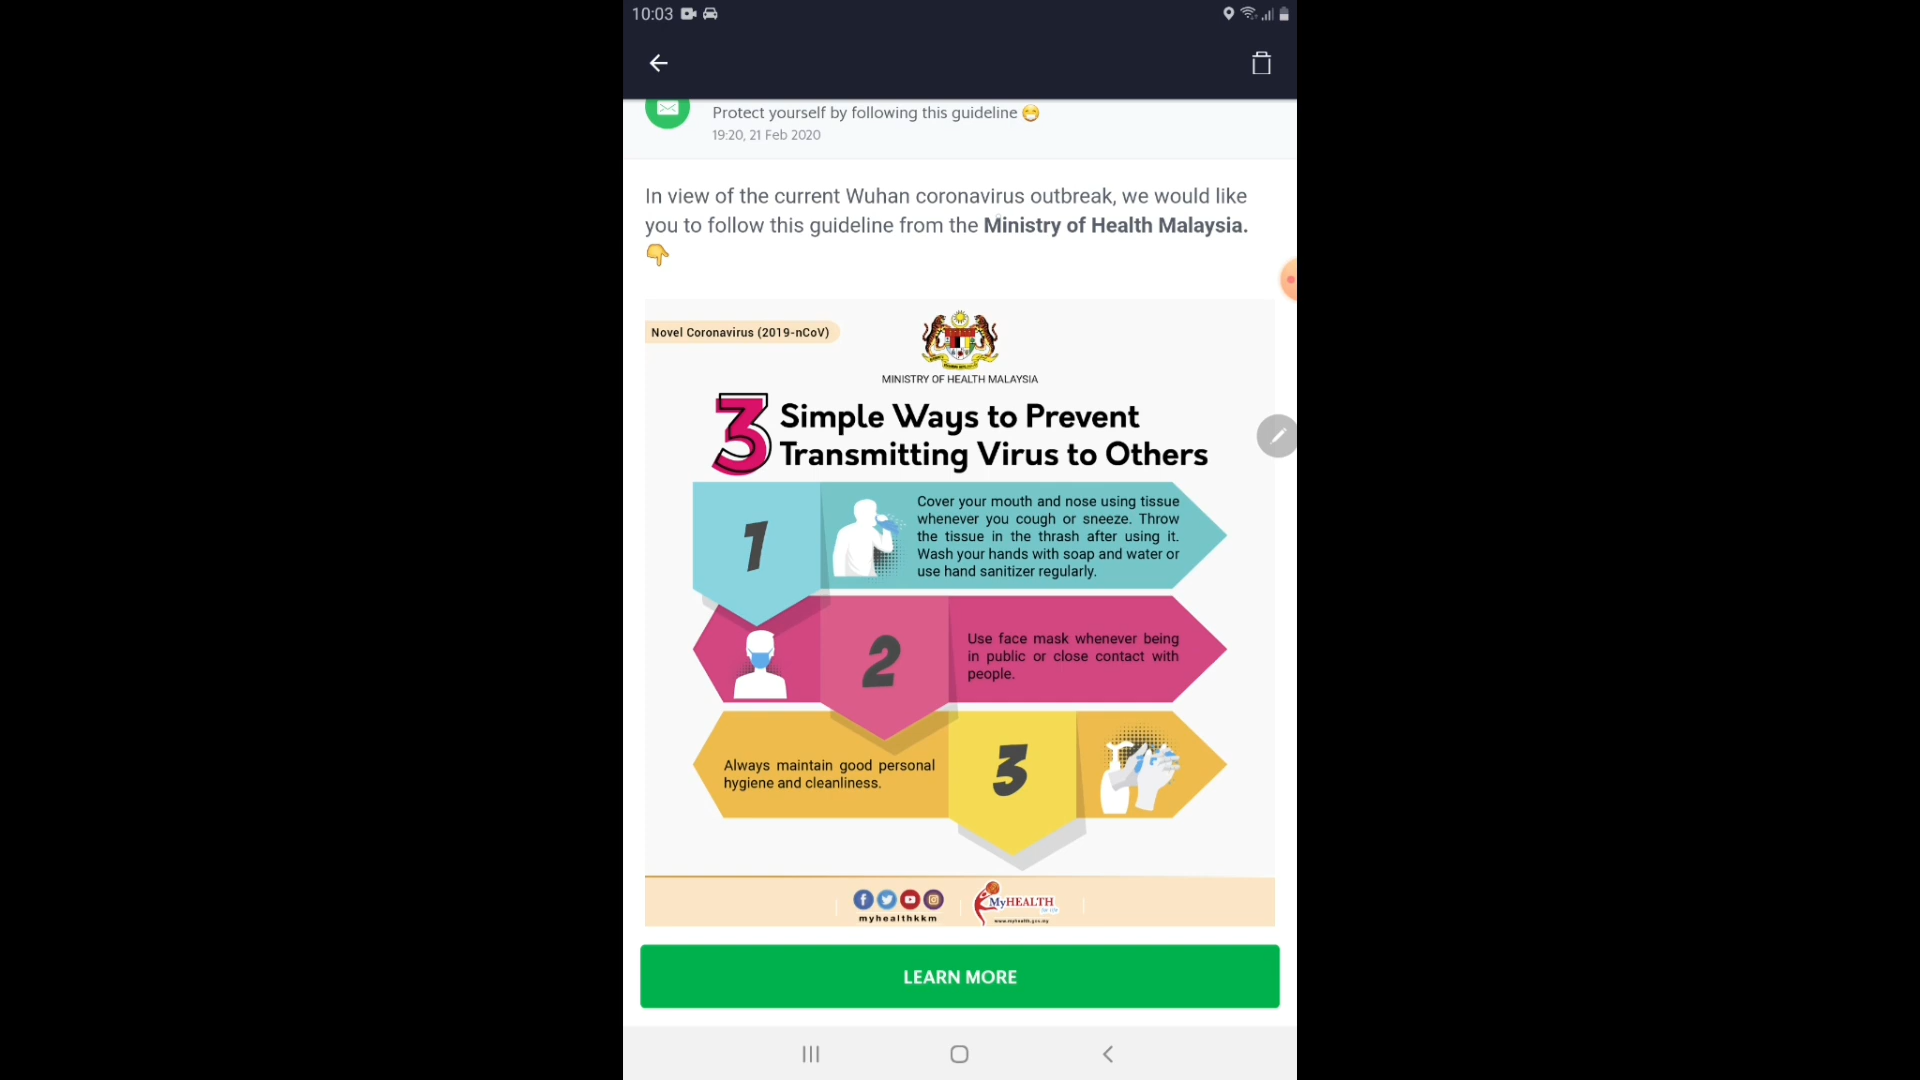 10:03
Protect yourself by following this guideline 😷
19:20, 21 Feb 2020
In view of the current Wuhan coronavirus outbreak, we would like
you to follow this guideline from the Ministry of Health Malaysia.
👇
Novel Coronavirus (2019-nCoV)
MINISTRY OF HEALTH MALAYSIA
3 Simple Ways to Prevent
Transmitting Virus to Others
1
Cover your mouth and nose using tissue
whenever you cough or sneeze. Throw
the tissue in the thrash after using it.
Wash your hands with soap and water or
use hand sanitizer regularly.
2
Use face mask whenever being
in public or close contact with
people.
Always maintain good personal
hygiene and cleanliness.
3
myhealthkkm
MyHEALTH
www.myhealth.gov.my
LEARN MORE